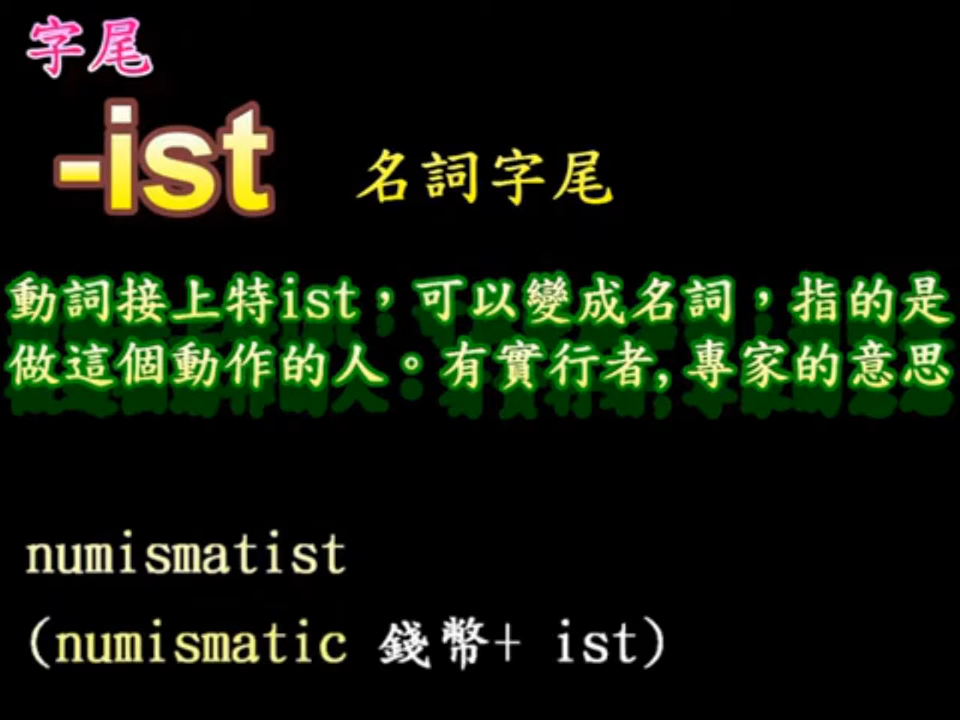 字尾
-ist 名詞字尾
動詞接上特ist，可以變成名詞，指的是
做這個動作的人。有實行者,專家的意思
numismatist
(numismatic 錢幣+ ist)